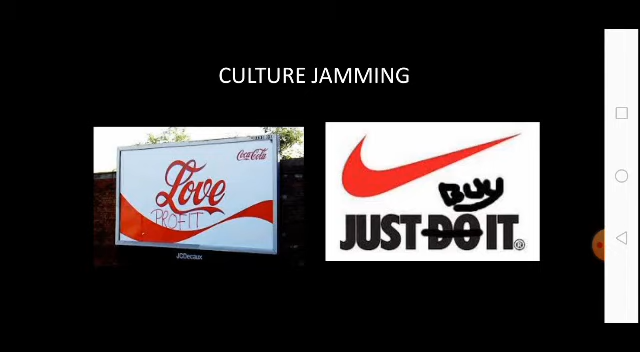 CULTURE JAMMING
Coca-Cola
Love
PROFIT
JCDecaux
BUY
JUST DO IT.®